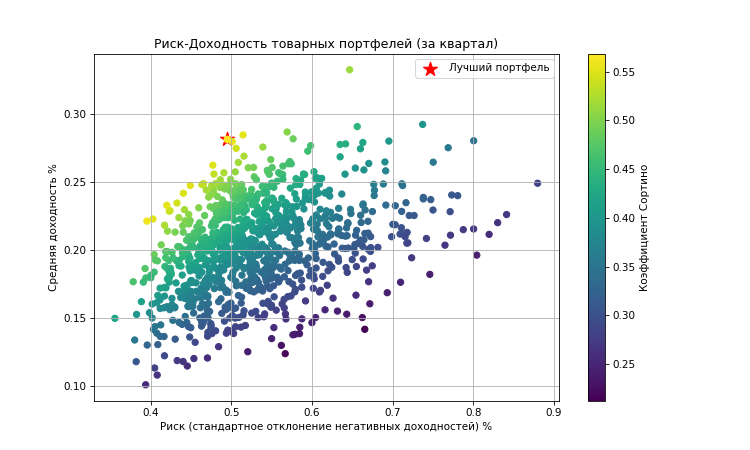 Риск-Доходность товарных портфелей (за квартал)
Лучший портфель
Средняя доходность %
0.30
0.25
0.20
0.15
0.10
0.4 0.5 0.6 0.7 0.8 0.9
Риск (стандартное отклонение негативных доходностей) %
0.55
0.50
0.45
0.40
0.35
0.30
0.25
Коэффициент Сортино